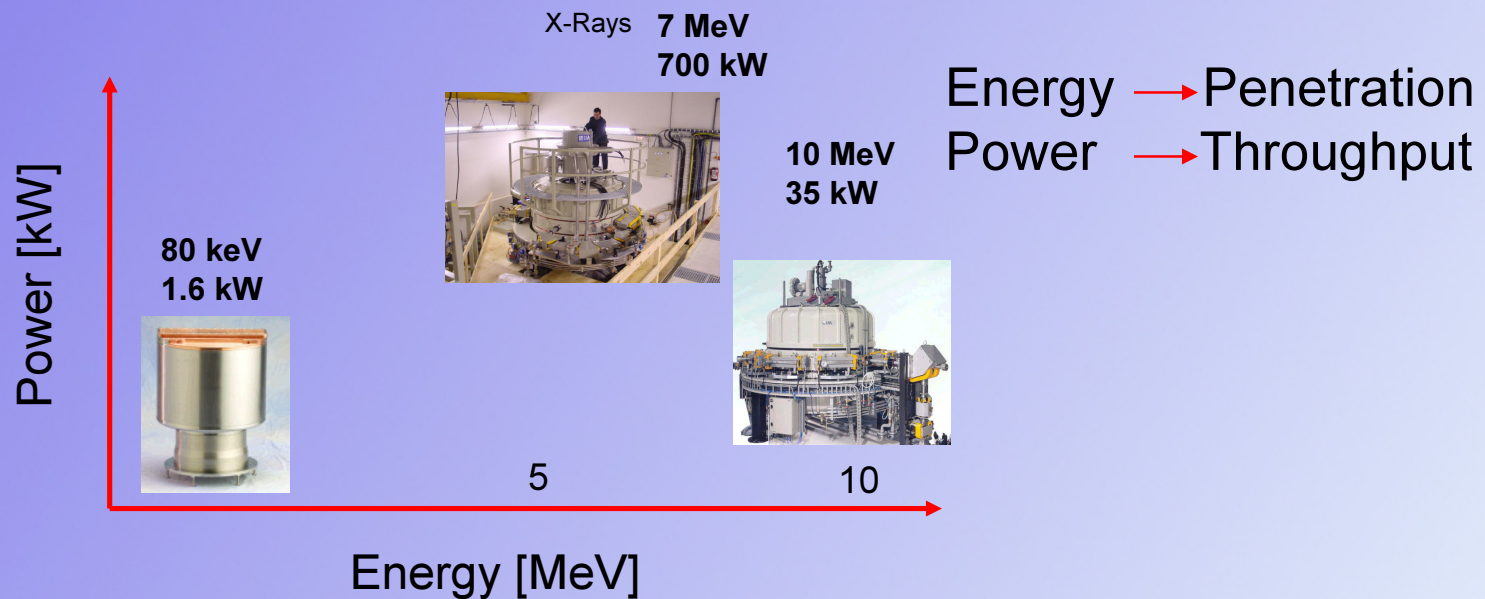 X-Rays 7 MeV
700 kW
Energy → Penetration
Power → Throughput
10 MeV
35 kW
80 keV
1.6 kW
Power [kW]
5 10
Energy [MeV]